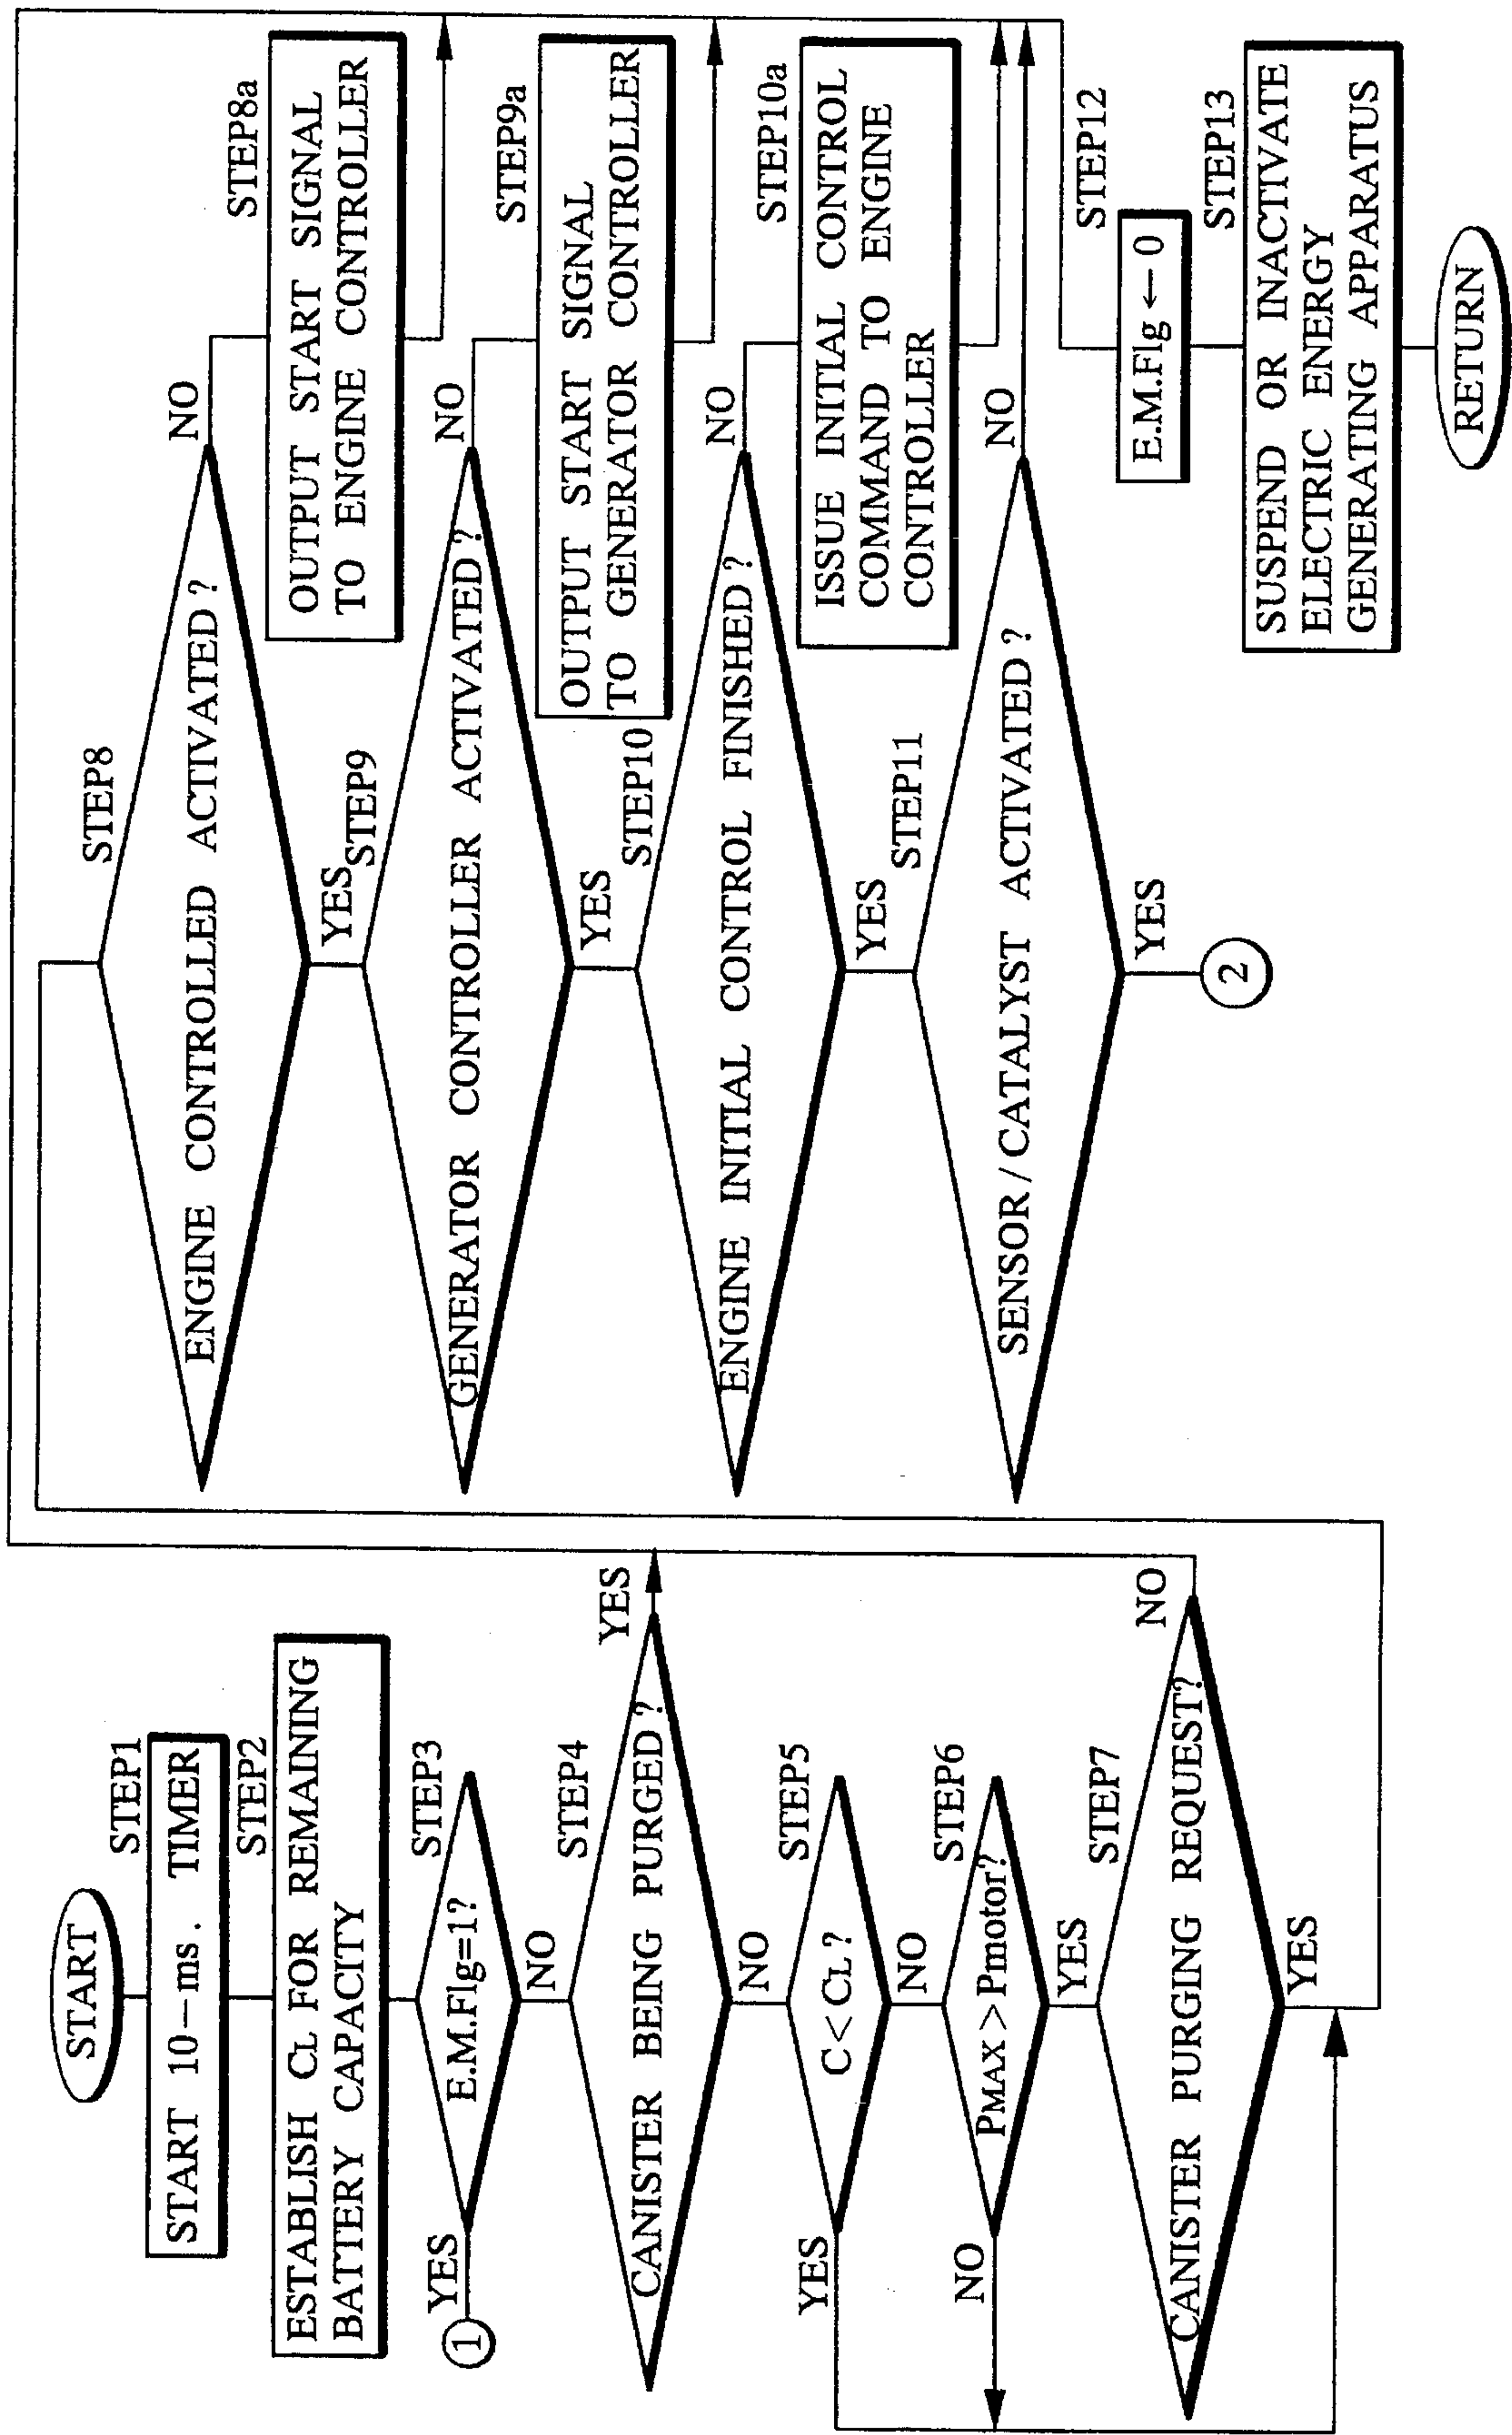 START
STEP1
START 10-ms. TIMER
STEP2
ESTABLISH CL FOR REMAINING
BATTERY CAPACITY
STEP3
E.M.Flg=1?
YES
1
NO
STEP4
CANISTER BEING PURGED?
YES
NO
STEP5
C<CL?
YES
NO
STEP6
PMAX>Pmotor?
NO
YES
STEP7
CANISTER PURGING REQUEST?
NO
YES
STEP8
ENGINE CONTROLLED ACTIVATED?
NO
STEP8a
OUTPUT START SIGNAL
TO ENGINE CONTROLLER
YES
STEP9
GENERATOR CONTROLLER ACTIVATED?
NO
STEP9a
OUTPUT START SIGNAL
TO GENERATOR CONTROLLER
YES
STEP10
ENGINE INITIAL CONTROL FINISHED?
NO
STEP10a
ISSUE INITIAL CONTROL
COMMAND TO ENGINE
CONTROLLER
YES
STEP11
SENSOR/CATALYST ACTIVATED?
NO
YES
2
STEP12
E.M.Flg←0
STEP13
SUSPEND OR INACTIVATE
ELECTRIC ENERGY
GENERATING APPARATUS
RETURN